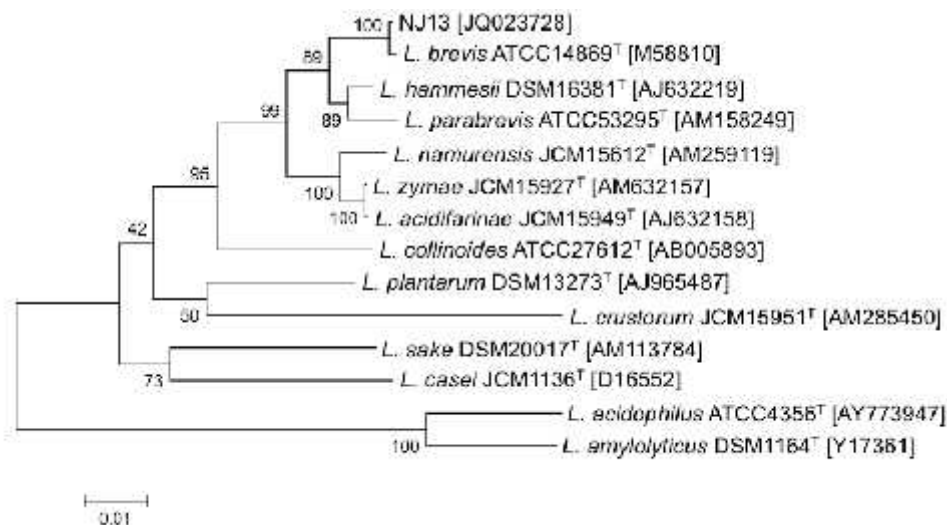 100 NJ13 [JQ023728]
L. brevis ATCC14869ᵀ [M58810]
89
L. hammesii DSM16381ᵀ [AJ632219]
99
89 L. parabrevis ATCC53295ᵀ [AM158249]
L. namurensis JCM15612ᵀ [AM259119]
95
100 L. zymae JCM15927ᵀ [AM632157]
100 L. acidifarinae JCM15949ᵀ [AJ632158]
42
L. collinoides ATCC27612ᵀ [AB005893]
L. plantarum DSM13273ᵀ [AJ965487]
50 L. crustorum JCM15951ᵀ [AM285450]
L. sake DSM20017ᵀ [AM113784]
73 L. casei JCM1136ᵀ [D16552]
L. acidophilus ATCC4356ᵀ [AY773947]
100 L. amylolyticus DSM1164ᵀ [Y17361]
0.01